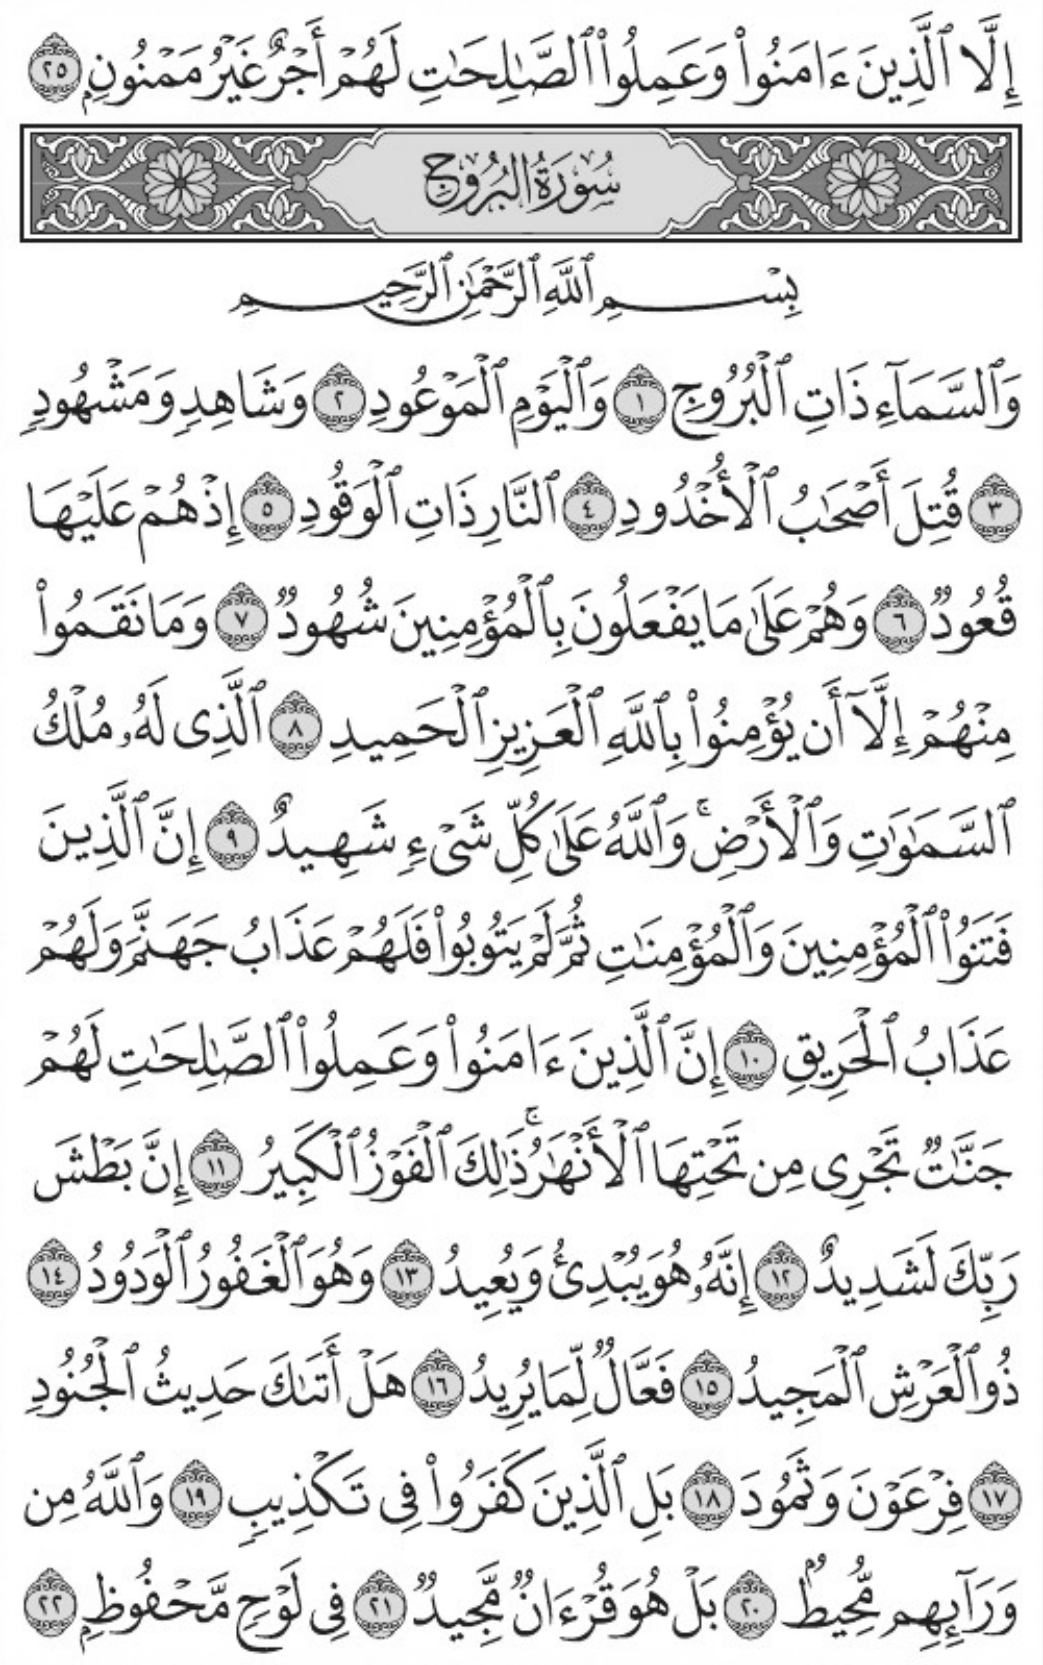 إِلَّا ٱلَّذِينَ ءَامَنُوا۟ وَعَمِلُوا۟ ٱلصَّـٰلِحَـٰتِ لَهُمْ أَجْرٌ غَيْرُ مَمْنُونٍۭ ٢٥
سُورَةُ البُرُوجِ
بِسْمِ ٱللَّهِ ٱلرَّحْمَـٰنِ ٱلرَّحِيمِ
وَٱلسَّمَآءِ ذَاتِ ٱلْبُرُوجِ ١ وَٱلْيَوْمِ ٱلْمَوْعُودِ ٢ وَشَاهِدٍ وَمَشْهُودٍ
٣ قُتِلَ أَصْحَـٰبُ ٱلْأُخْدُودِ ٤ ٱلنَّارِ ذَاتِ ٱلْوَقُودِ ٥ إِذْ هُمْ عَلَيْهَا
قُعُودٌ ٦ وَهُمْ عَلَىٰ مَا يَفْعَلُونَ بِٱلْمُؤْمِنِينَ شُهُودٌ ٧ وَمَا نَقَمُوا۟
مِنْهُمْ إِلَّآ أَن يُؤْمِنُوا۟ بِٱللَّهِ ٱلْعَزِيزِ ٱلْحَمِيدِ ٨ ٱلَّذِى لَهُۥ مُلْكُ
ٱلسَّمَـٰوَٰتِ وَٱلْأَرْضِ ۚ وَٱللَّهُ عَلَىٰ كُلِّ شَىْءٍ شَهِيدٌ ٩ إِنَّ ٱلَّذِينَ
فَتَنُوا۟ ٱلْمُؤْمِنِينَ وَٱلْمُؤْمِنَـٰتِ ثُمَّ لَمْ يَتُوبُوا۟ فَلَهُمْ عَذَابُ جَهَنَّمَ وَلَهُمْ
عَذَابُ ٱلْحَرِيقِ ١٠ إِنَّ ٱلَّذِينَ ءَامَنُوا۟ وَعَمِلُوا۟ ٱلصَّـٰلِحَـٰتِ لَهُمْ
جَنَّـٰتٌ تَجْرِى مِن تَحْتِهَا ٱلْأَنْهَـٰرُ ۚ ذَٰلِكَ ٱلْفَوْزُ ٱلْكَبِيرُ ١١ إِنَّ بَطْشَ
رَبِّكَ لَشَدِيدٌ ١٢ إِنَّهُۥ هُوَ يُبْدِئُ وَيُعِيدُ ١٣ وَهُوَ ٱلْغَفُورُ ٱلْوَدُودُ ١٤
ذُو ٱلْعَرْشِ ٱلْمَجِيدُ ١٥ فَعَّالٌ لِّمَا يُرِيدُ ١٦ هَلْ أَتَىٰكَ حَدِيثُ ٱلْجُنُودِ
١٧ فِرْعَوْنَ وَثَمُودَ ١٨ بَلِ ٱلَّذِينَ كَفَرُوا۟ فِى تَكْذِيبٍ ١٩ وَٱللَّهُ مِن
وَرَآئِهِم مُّحِيطٌۢ ٢٠ بَلْ هُوَ قُرْءَانٌ مَّجِيدٌ ٢١ فِى لَوْحٍ مَّحْفُوظٍۭ ٢٢